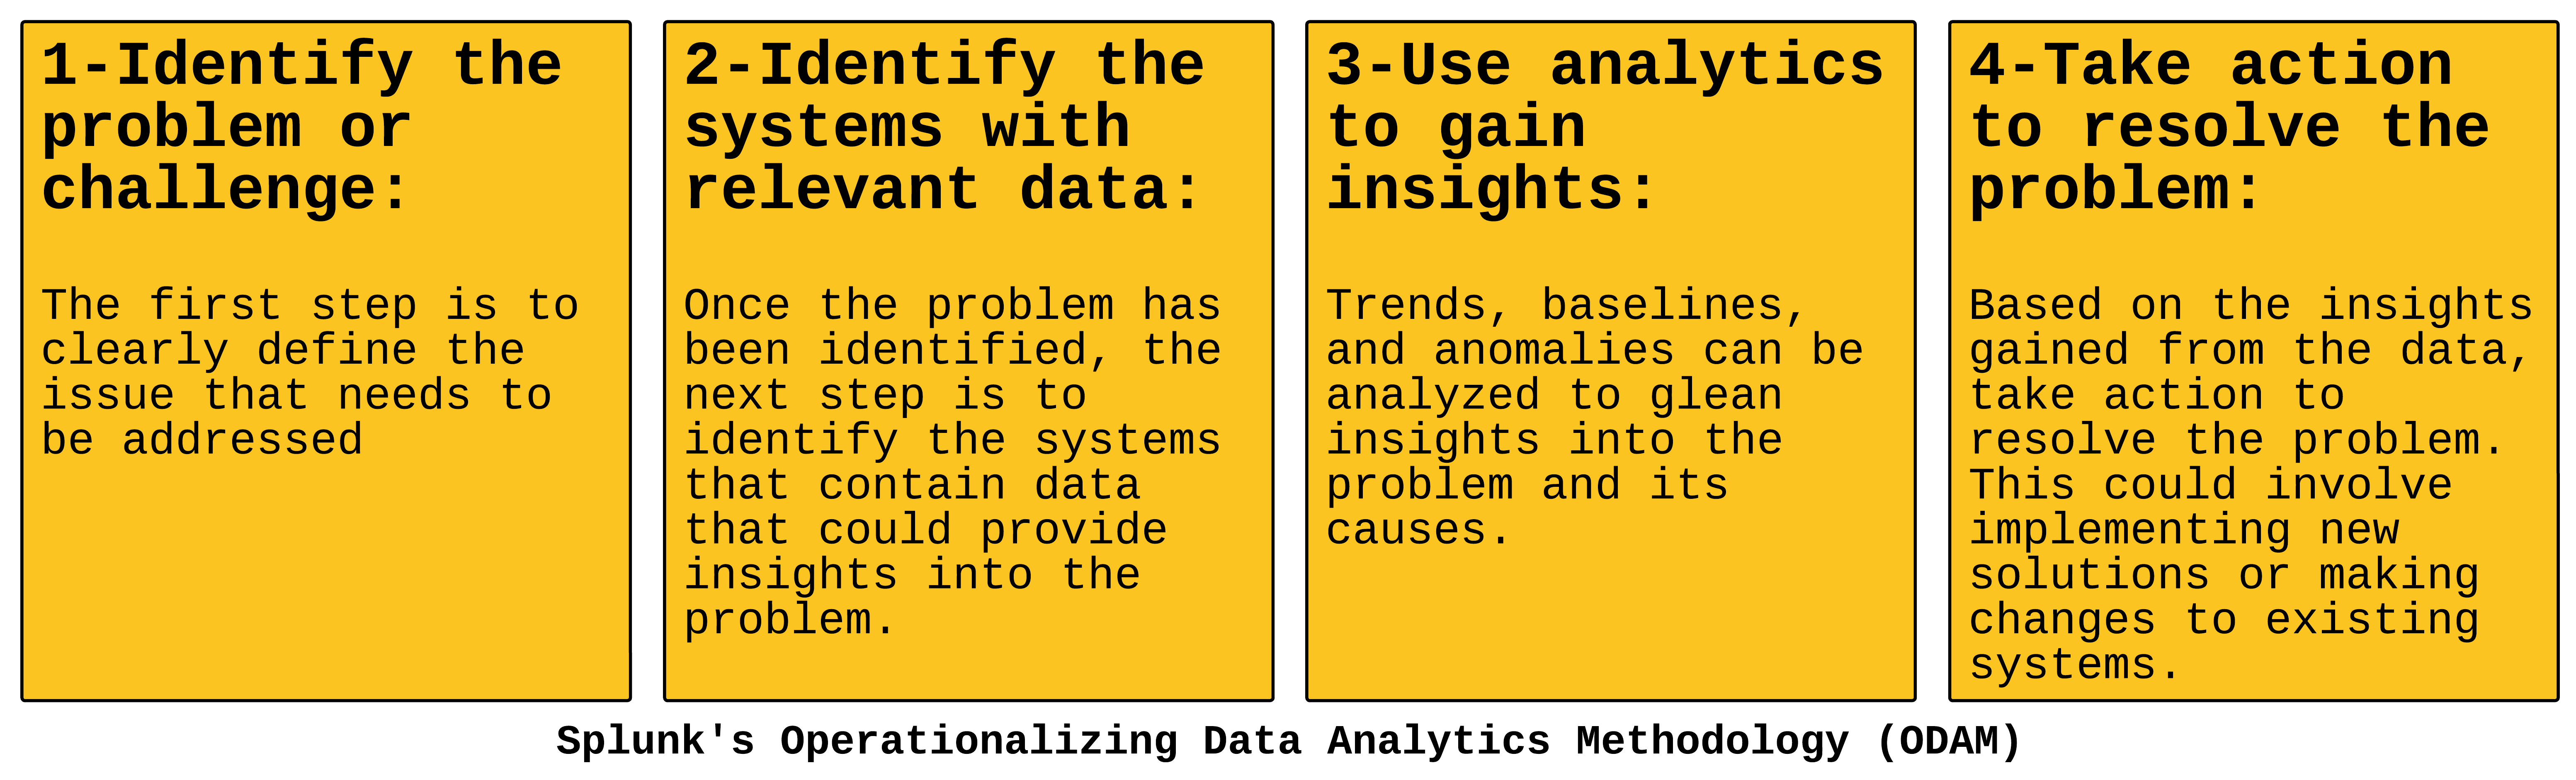 1-Identify the
problem or
challenge:
The first step is to
clearly define the
issue that needs to
be addressed
2-Identify the
systems with
relevant data:
Once the problem has
been identified, the
next step is to
identify the systems
that contain data
that could provide
insights into the
problem.
3-Use analytics
to gain
insights:
Trends, baselines,
and anomalies can be
analyzed to glean
insights into the
problem and its
causes.
4-Take action
to resolve the
problem:
Based on the insights
gained from the data,
take action to
resolve the problem.
This could involve
implementing new
solutions or making
changes to existing
systems.
Splunk's Operationalizing Data Analytics Methodology (ODAM)